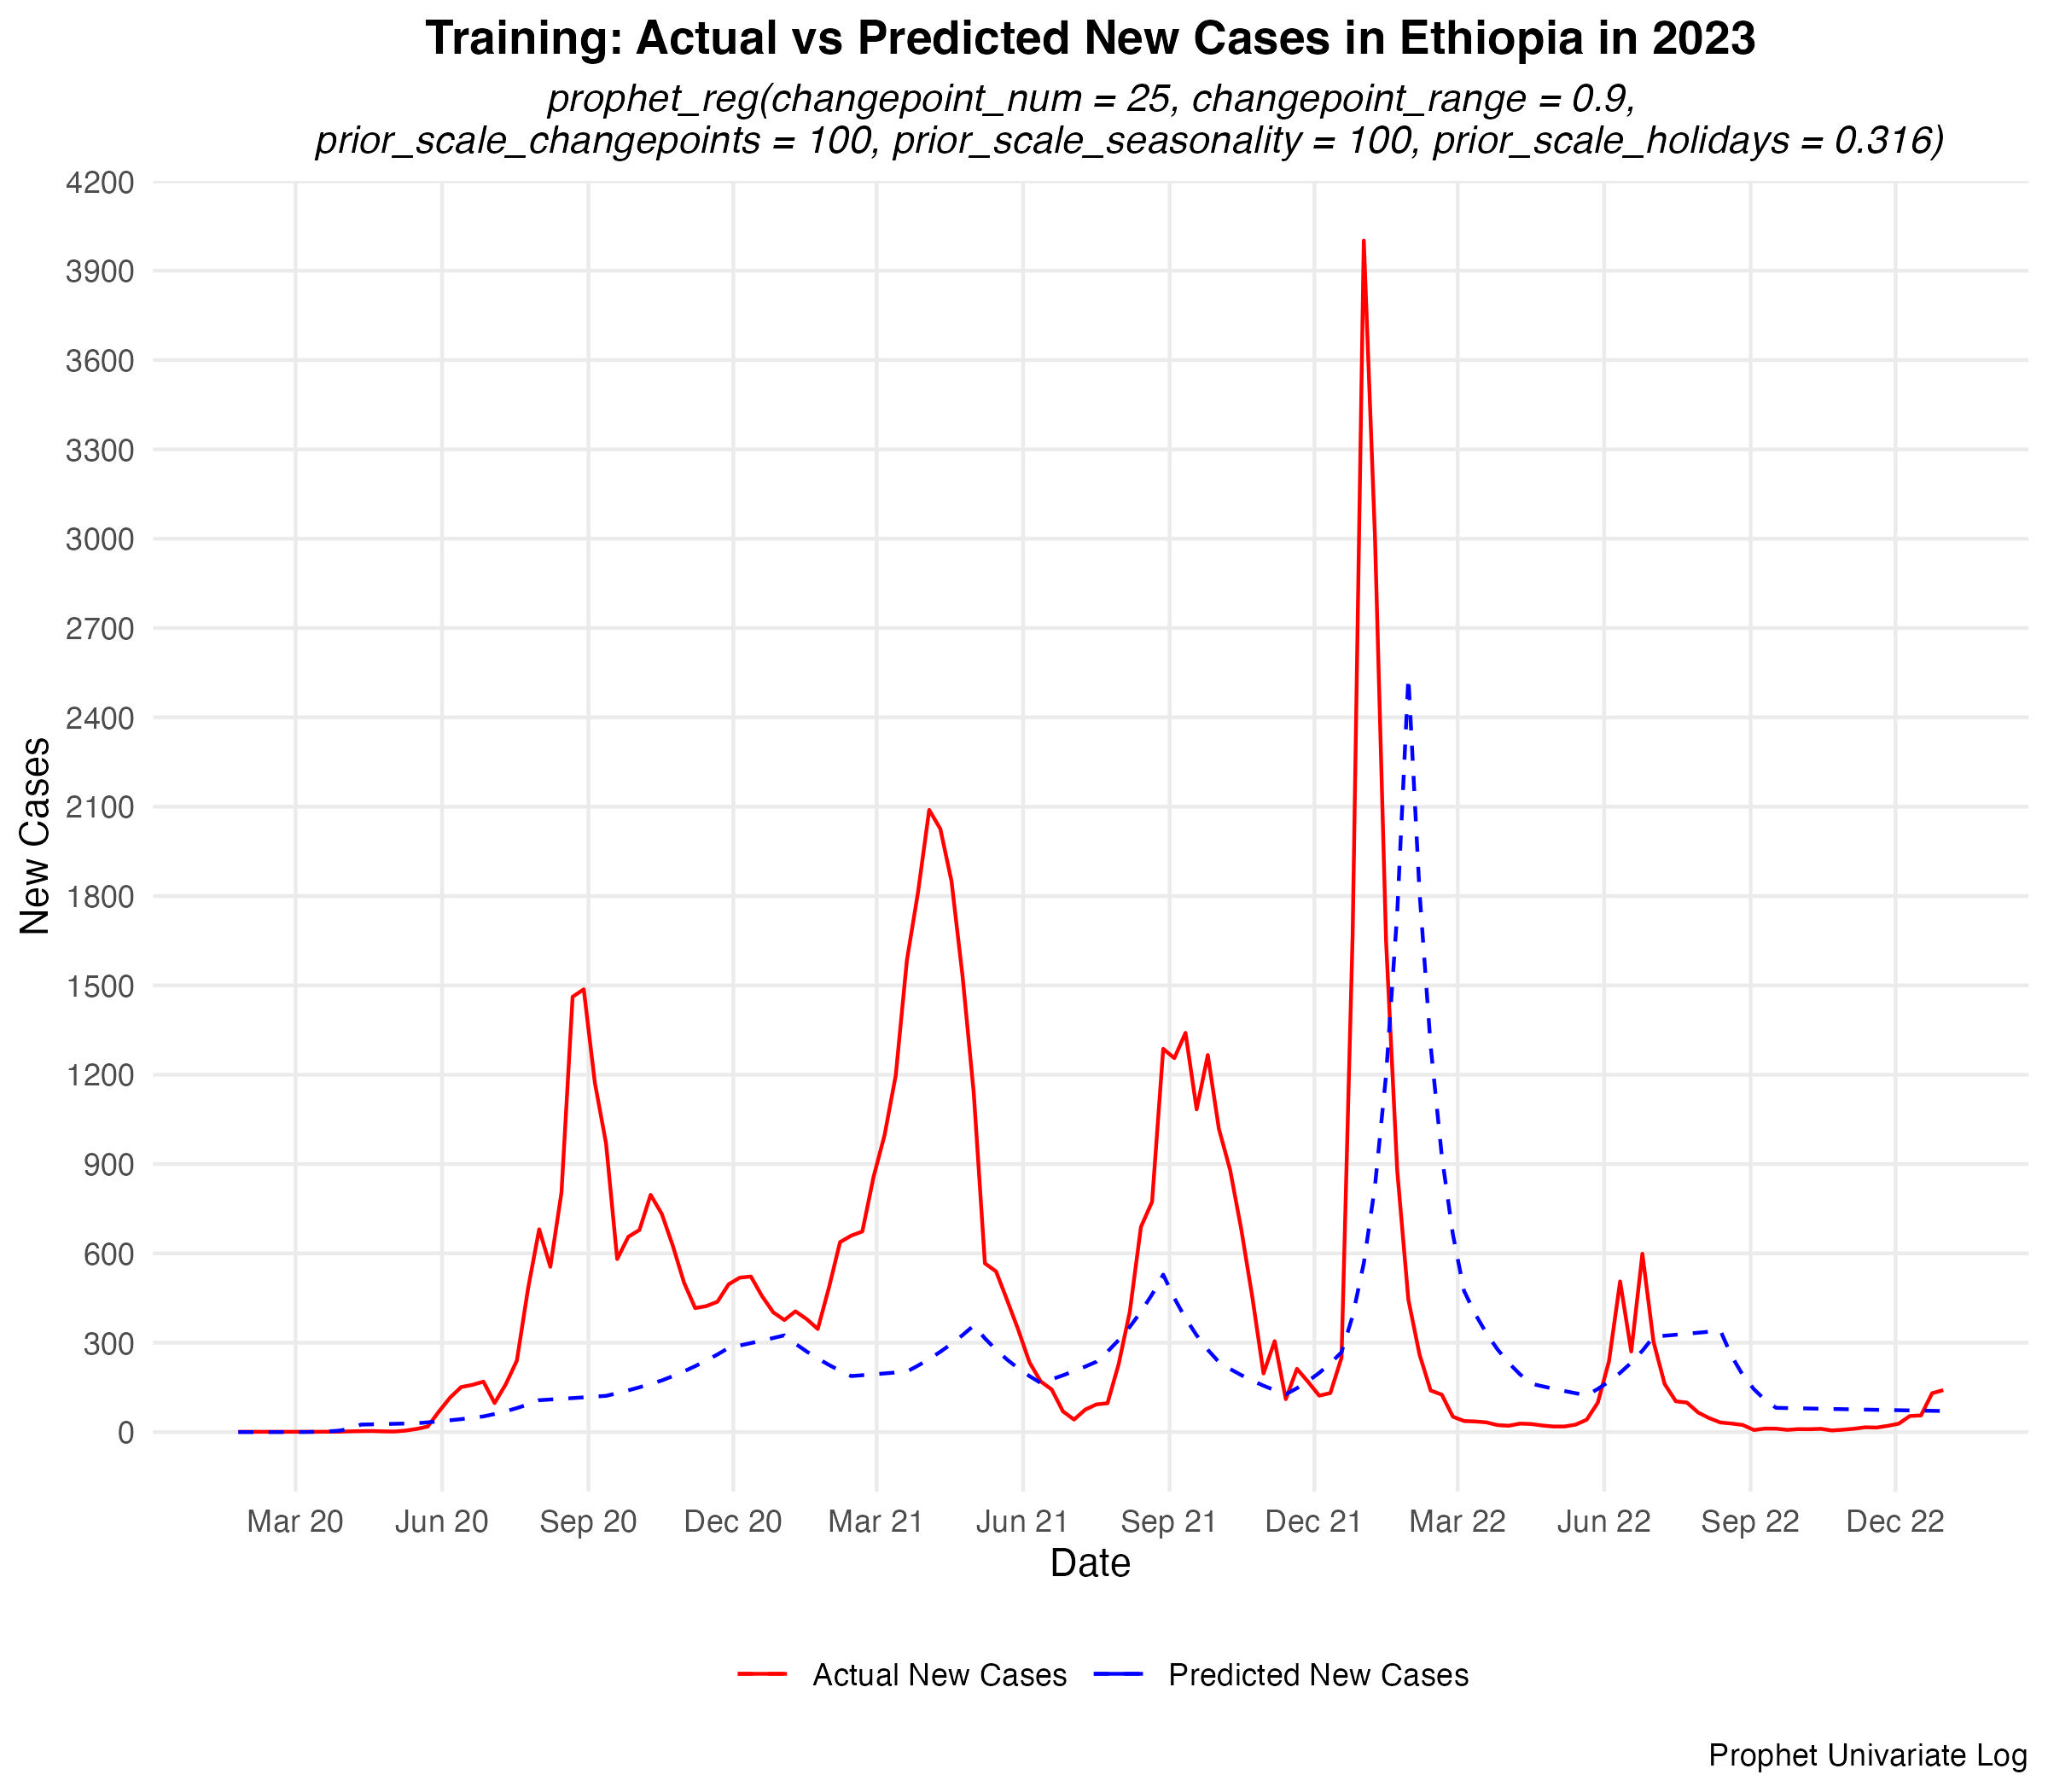 Training: Actual vs Predicted New Cases in Ethiopia in 2023
prophet_reg(changepoint_num = 25, changepoint_range = 0.9,
prior_scale_changepoints = 100, prior_scale_seasonality = 100, prior_scale_holidays = 0.316)
4200
3900
3600
3300
3000
2700
2400
2100
1800
1500
1200
900
600
300
0
New Cases
Mar 20 Jun 20 Sep 20 Dec 20 Mar 21 Jun 21 Sep 21 Dec 21 Mar 22 Jun 22 Sep 22 Dec 22
Date
Actual New Cases Predicted New Cases
Prophet Univariate Log